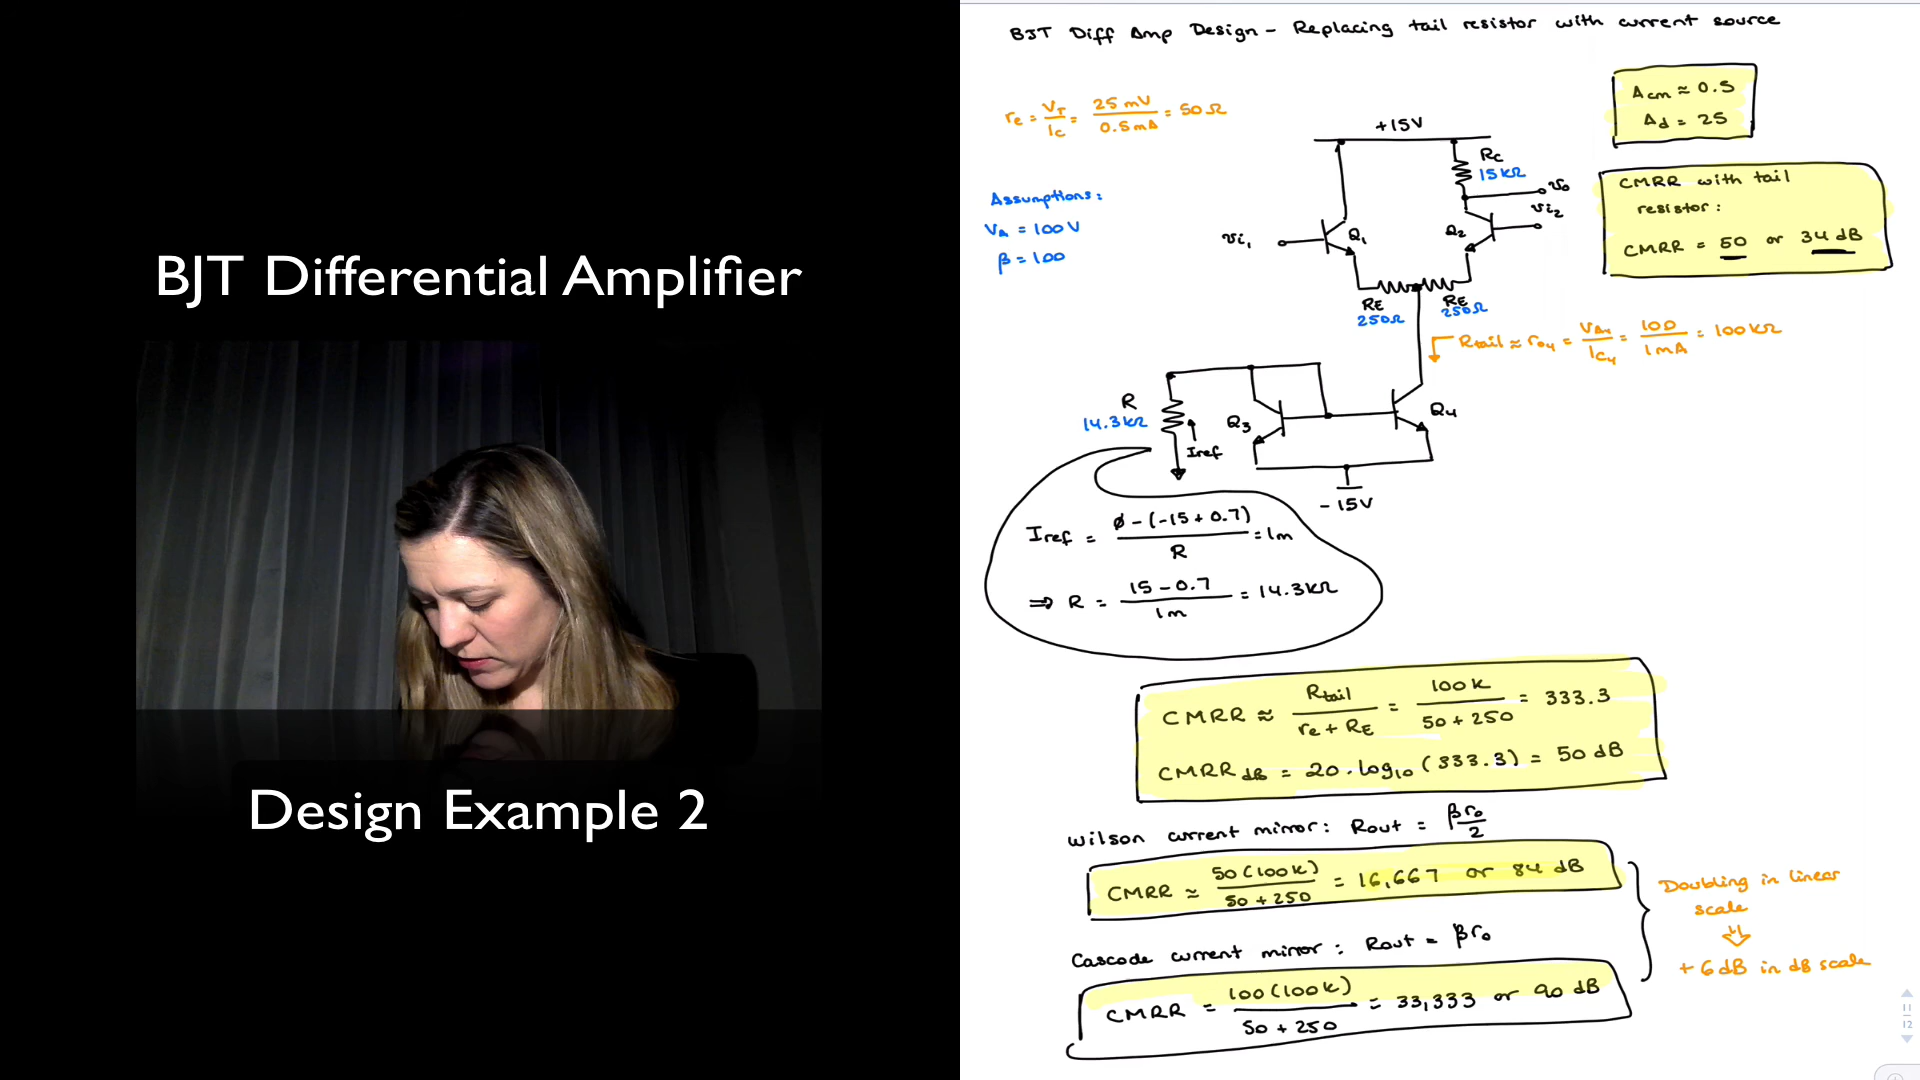 BJT Differential Amplifier
Design Example 2
BJT Diff Amp Design - Replacing tail resistor with current source
re = VT/IC = 25 mV/0.5 mA = 50 Ω
Assumptions:
VA = 100 V
β = 100
Acm ≈ 0.5
Ad = 25
CMRR with tail
resistor:
CMRR = 50 or 34 dB
+15V
RC
15 kΩ
vo
vi2
vi1
Q1
Q2
RE
250Ω
RE
250Ω
Rtail ≈ ro4 = VA4/IC4 = 100/1mA = 100 kΩ
R
14.3 kΩ
Iref
Q3
Q4
-15V
Iref = ∅ - (-15 + 0.7)/R = 1m
⇒ R = 15 - 0.7/1m = 14.3 kΩ
CMRR ≈ Rtail/re + RE = 100 k/50 + 250 = 333.3
CMRR dB = 20 · log10 (333.3) = 50 dB
Wilson current mirror: Rout = βro/2
CMRR ≈ 50 (100 k)/50 + 250 = 16,667 or 84 dB
Cascode current mirror: Rout = βro
CMRR = 100 (100 k)/50 + 250 = 33,333 or 90 dB
Doubling in linear
scale
⇓
+ 6 dB in dB scale
11
12